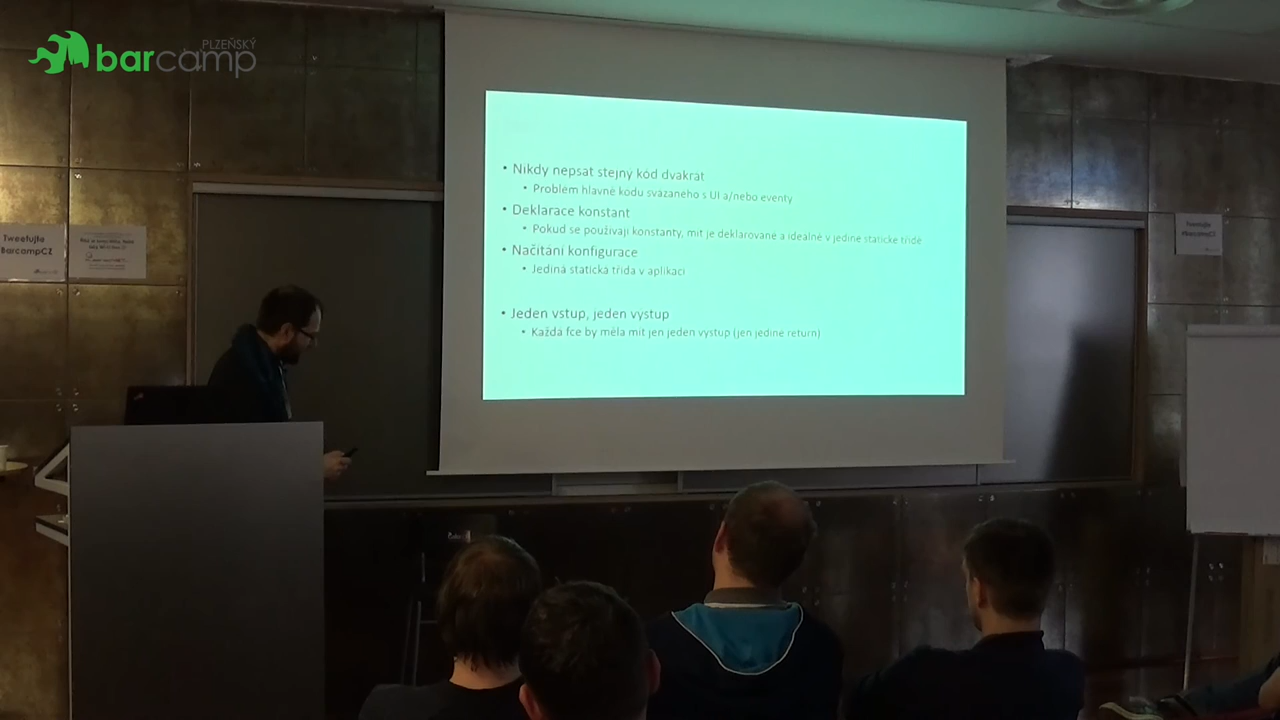 PLZEŇSKÝ
barcamp
• Nikdy nepsat stejný kód dvakrát
• Problém hlavně kódu svázaného s UI a/nebo eventy
• Deklarace konstant
• Pokud se používají konstanty, mít je deklarované a ideálně v jediné statické třídě
• Načítání konfigurace
• Jediná statická třída v aplikaci
• Jeden vstup, jeden výstup
• Každá fce by měla mít jen jeden výstup (jen jediné return)
Tweetujte
BarcampCZ
Tweetujte
#BarcampCZ